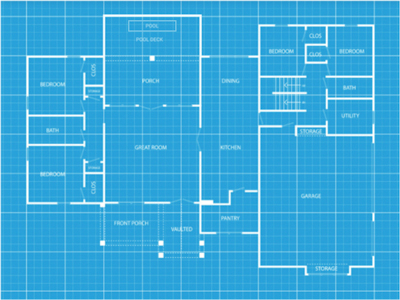 POOL
POOL DECK
CLOS
BEDROOM
BEDROOM
CLOS
CLOS
BEDROOM
PORCH
DINING
BATH
UTILITY
BATH
STORAGE
GREAT ROOM
KITCHEN
BEDROOM
CLOS
GARAGE
PANTRY
FRONT PORCH
VAULTED
STORAGE